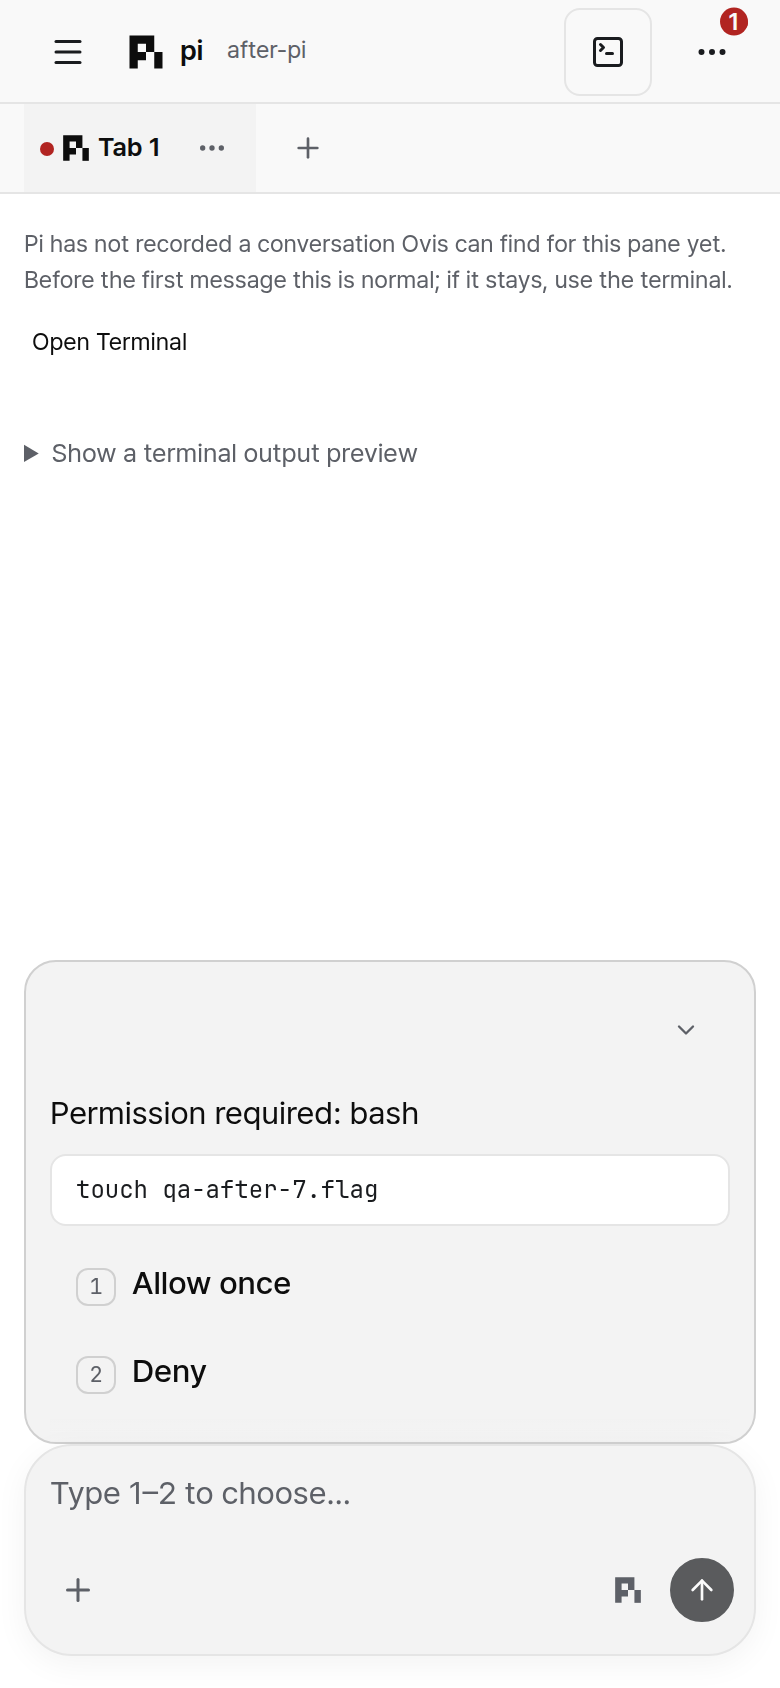 pi after-pi
1
Tab 1
Pi has not recorded a conversation Ovis can find for this pane yet.
Before the first message this is normal; if it stays, use the terminal.
Open Terminal
Show a terminal output preview
Permission required: bash
touch qa-after-7.flag
1 Allow once
2 Deny
Type 1–2 to choose...